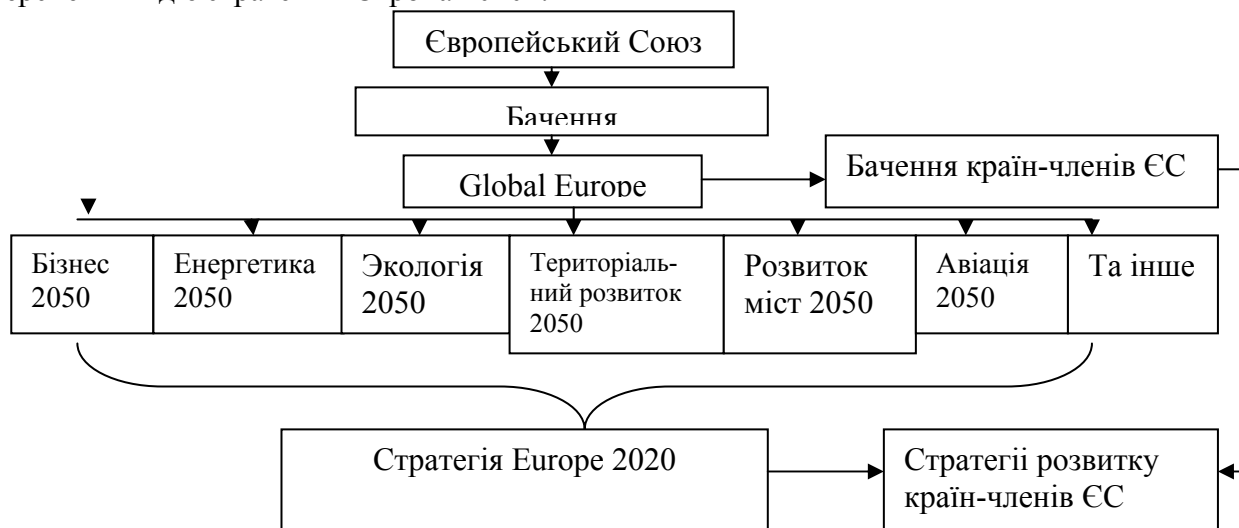 Європейський Союз
Бачення
Global Europe
Бачення країн-членів ЄС
Бізнес
2050
Енергетика
2050
Экологія
2050
Територіаль-
ний розвиток
2050
Розвиток
міст 2050
Авіація
2050
Та інше
Стратегія Europe 2020
Стратегіі розвитку
країн-членів ЄС